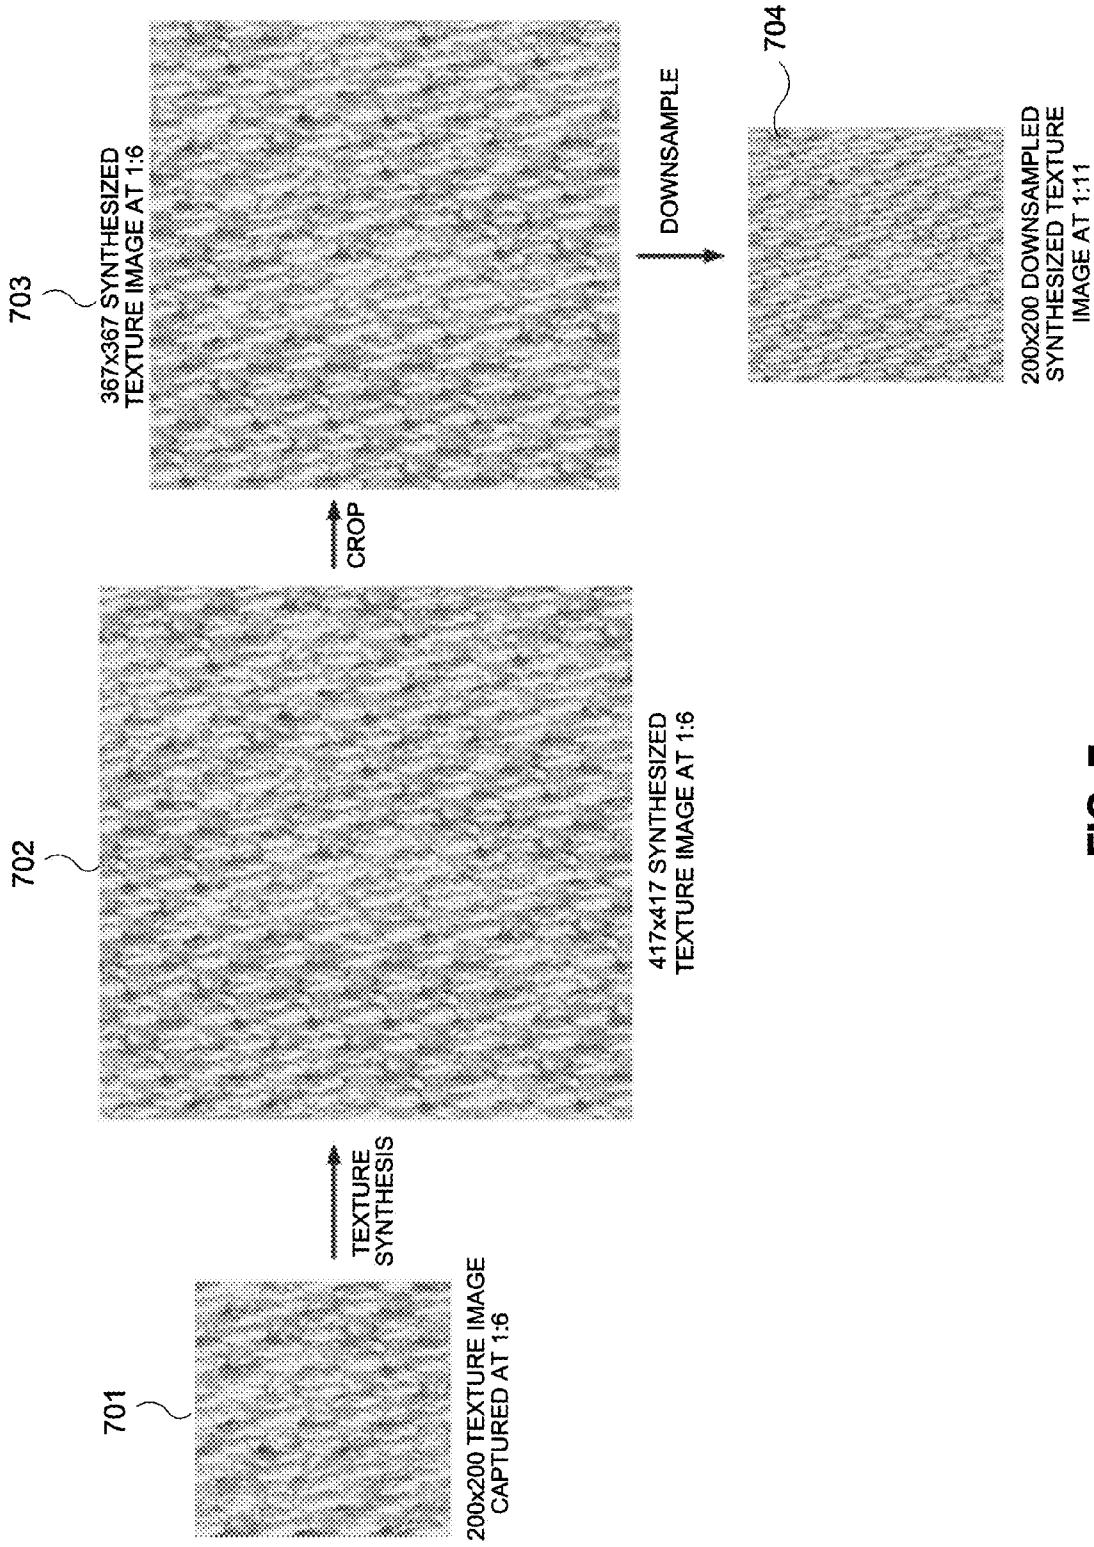 701
200x200 TEXTURE IMAGE
CAPTURED AT 1:6
TEXTURE
SYNTHESIS
702
417x417 SYNTHESIZED
TEXTURE IMAGE AT 1:6
CROP
703
367x367 SYNTHESIZED
TEXTURE IMAGE AT 1:6
DOWNSAMPLE
704
200x200 DOWNSAMPLED
SYNTHESIZED TEXTURE
IMAGE AT 1:11